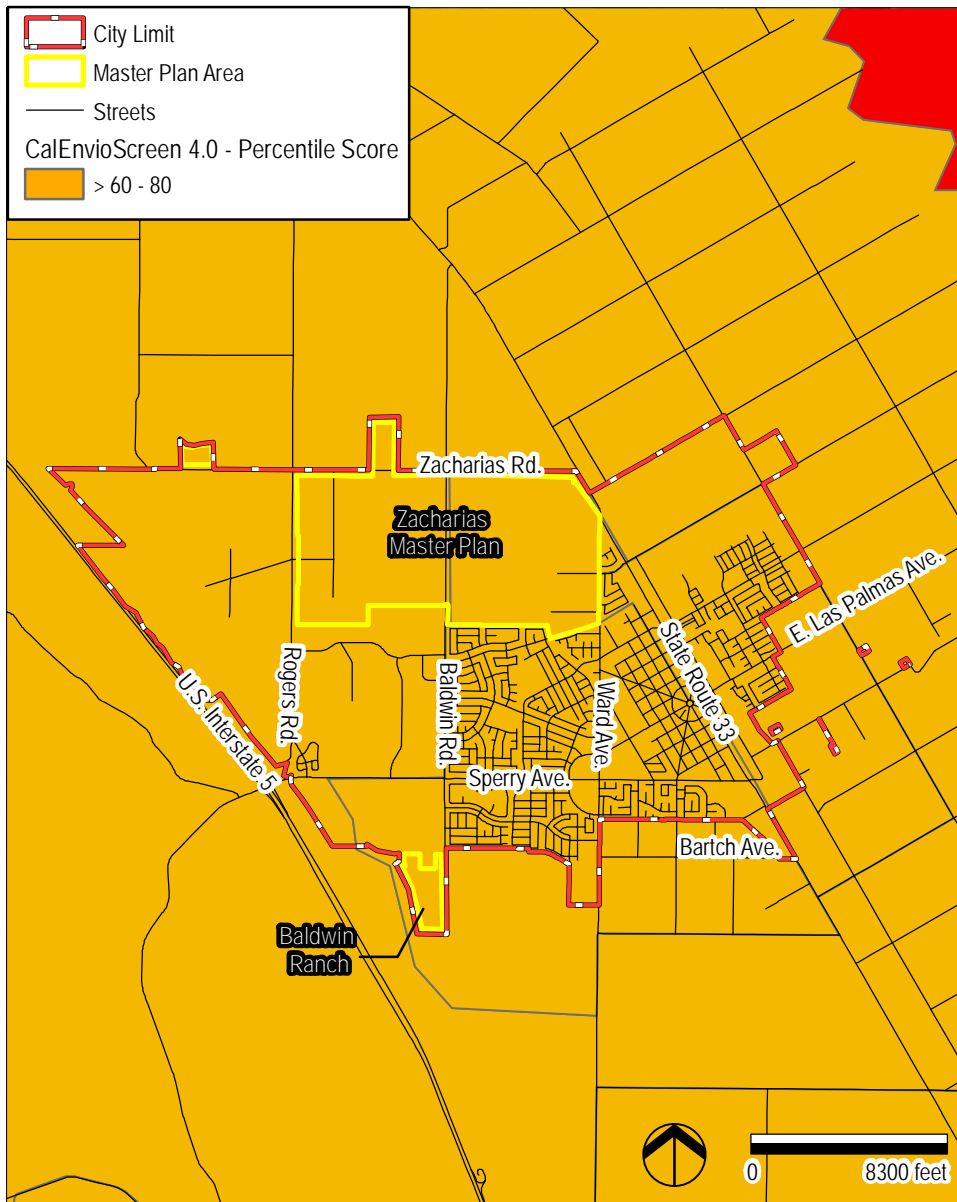 City Limit
Master Plan Area
Streets
CalEnvioScreen 4.0 - Percentile Score
> 60 - 80
Zacharias Rd.
Zacharias
Master Plan
E. Las Palmas Ave.
State Route 33
Rogers Rd.
Baldwin Rd.
Ward Ave.
U.S. Interstate 5
Sperry Ave.
Bartch Ave.
Baldwin
Ranch
0 8300 feet